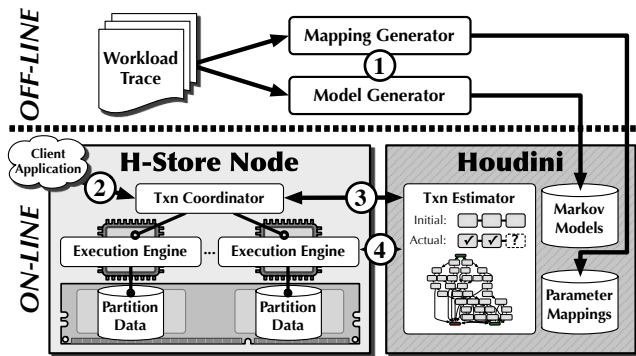 OFF-LINE
Workload
Trace
Mapping Generator
1
Model Generator
ON-LINE
Client
Application
H-Store Node
Houdini
2
Txn Coordinator
3
Txn Estimator
Initial:
Actual:
?
Markov
Models
Execution Engine
...
Execution Engine
4
Partition
Data
Partition
Data
Parameter
Mappings